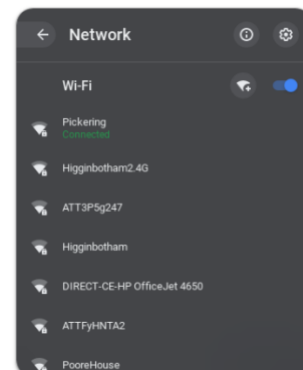 Network
Wi-Fi
Pickering
Connected
Higginbotham2.4G
ATT3P5g247
Higginbotham
DIRECT-CE-HP OfficeJet 4650
ATTFyHNTA2
PooreHouse